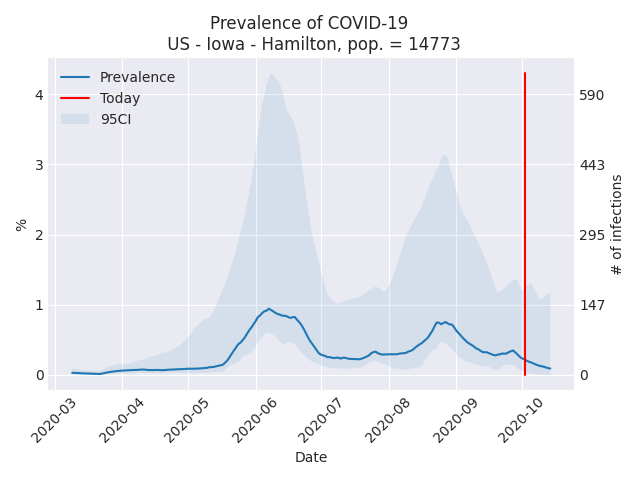 Prevalence of COVID-19
US - Iowa - Hamilton, pop. = 14773
Prevalence
Today
95CI
4
3
2
1
0
%
590
443
295
147
0
# of infections
2020-03
2020-04
2020-05
2020-06
2020-07
2020-08
2020-09
2020-10
Date